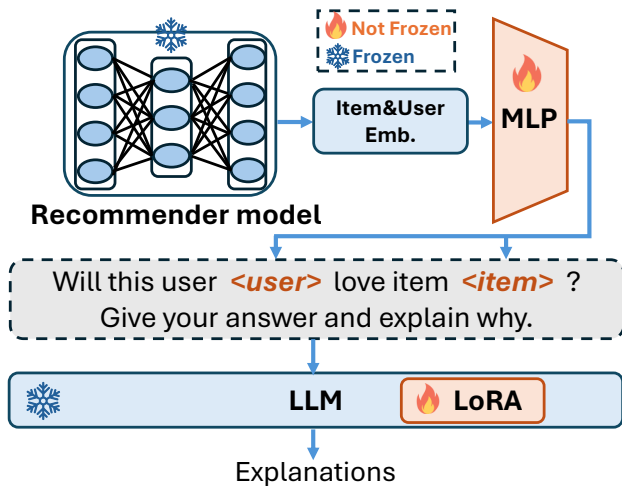 Not Frozen
Frozen
Item&User
Emb.
MLP
Recommender model
Will this user <user> love item <item> ?
Give your answer and explain why.
LLM
LoRA
Explanations